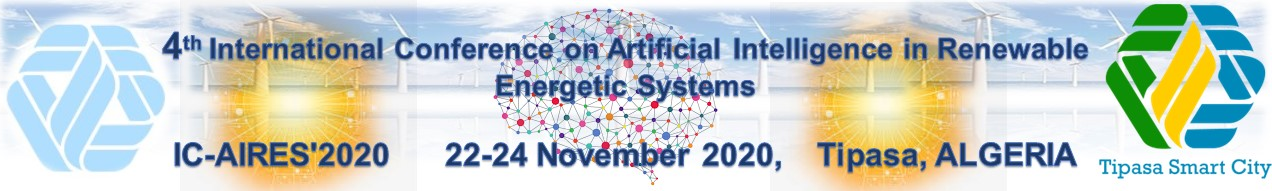 4th International Conference on Artificial Intelligence in Renewable
Energetic Systems
IC-AIRES'2020 22-24 November 2020, Tipasa, ALGERIA
Tipasa Smart City